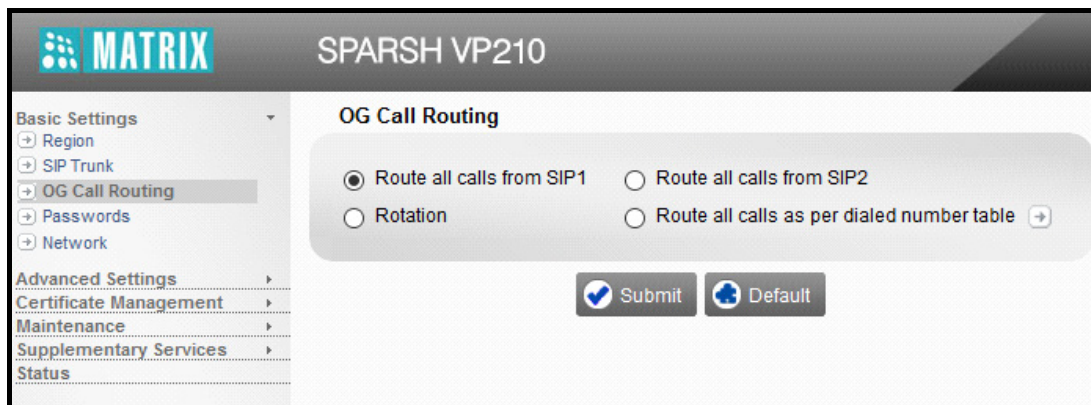 MATRIX
SPARSH VP210
Basic Settings
Region
SIP Trunk
OG Call Routing
Passwords
Network
Advanced Settings
Certificate Management
Maintenance
Supplementary Services
Status
OG Call Routing
Route all calls from SIP1
Route all calls from SIP2
Rotation
Route all calls as per dialed number table
Submit
Default